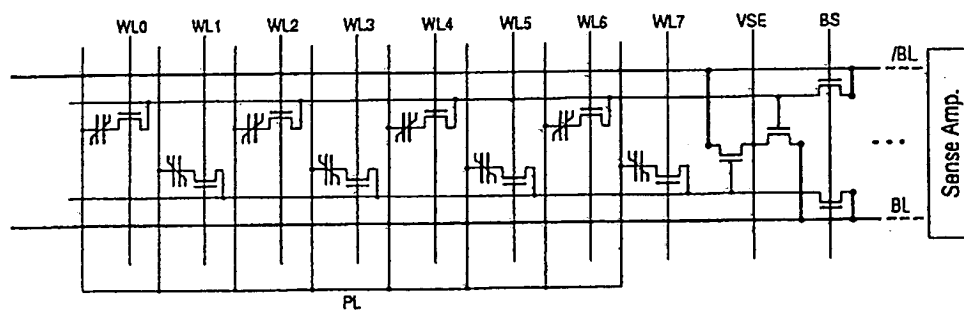 WL0 WL1 WL2 WL3 WL4 WL5 WL6 WL7 VSE BS
/BL
Sense Amp.
BL
PL